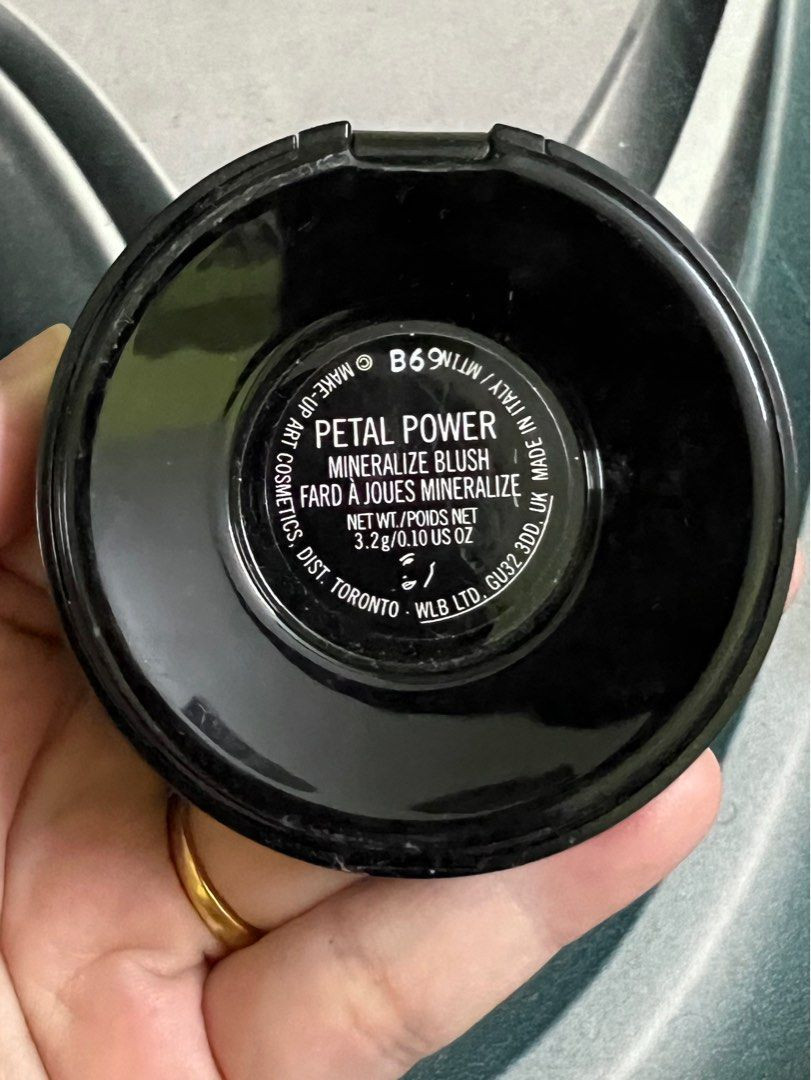 B69
PETAL POWER
MINERALIZE BLUSH
FARD À JOUES MINERALIZE
NET WT./POIDS NET
3.2g/0.10 US OZ
© MAKE-UP ART COSMETICS, DIST. TORONTO · WLB LTD. GU32 3DD, UK MADE IN ITALY/